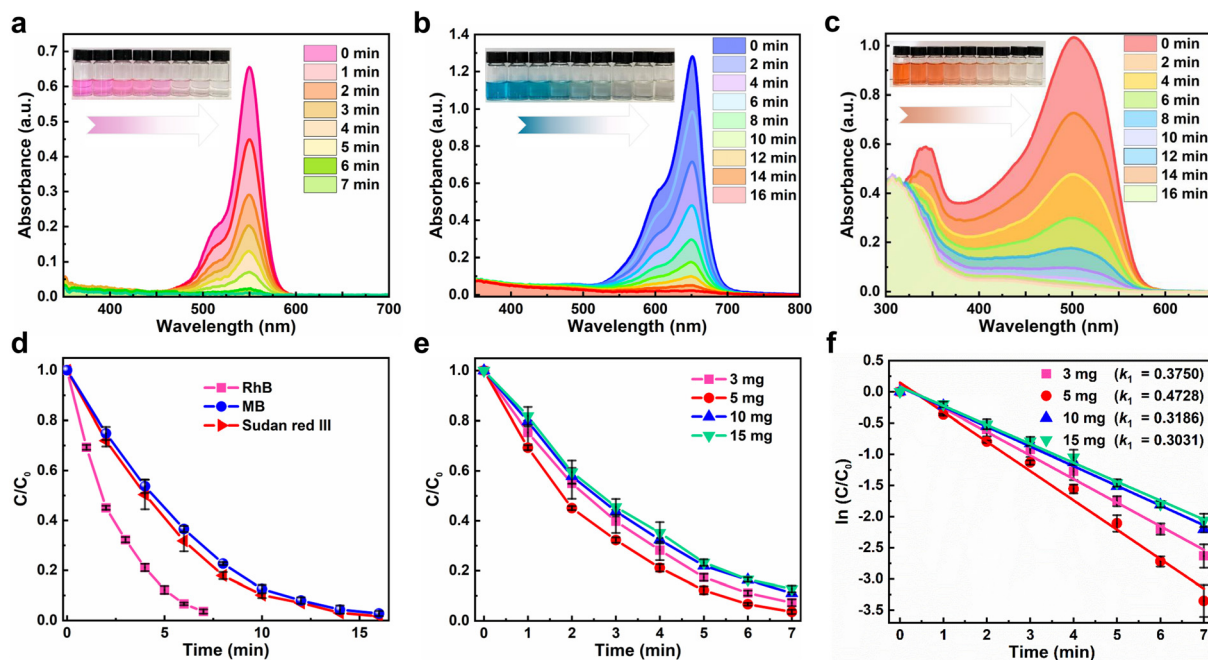 a
0.7
0.6
0.5
0.4
0.3
0.2
0.1
0.0
Absorbance (a.u.)
400 500 600 700
Wavelength (nm)
0 min
1 min
2 min
3 min
4 min
5 min
6 min
7 min
b
1.4
1.2
1.0
0.8
0.6
0.4
0.2
0.0
Absorbance (a.u.)
400 500 600 700 800
Wavelength (nm)
0 min
2 min
4 min
6 min
8 min
10 min
12 min
14 min
16 min
c
1.0
0.8
0.6
0.4
0.2
0.0
Absorbance (a.u.)
300 400 500 600
Wavelength (nm)
0 min
2 min
4 min
6 min
8 min
10 min
12 min
14 min
16 min
d
1.0
0.8
0.6
0.4
0.2
0.0
C/C0
0 5 10 15
Time (min)
RhB
MB
Sudan red III
e
1.0
0.8
0.6
0.4
0.2
0.0
C/C0
0 1 2 3 4 5 6 7
Time (min)
3 mg
5 mg
10 mg
15 mg
f
0.5
0.0
-0.5
-1.0
-1.5
-2.0
-2.5
-3.0
-3.5
ln (C/C0)
0 1 2 3 4 5 6 7
Time (min)
3 mg (k1 = 0.3750)
5 mg (k1 = 0.4728)
10 mg (k1 = 0.3186)
15 mg (k1 = 0.3031)